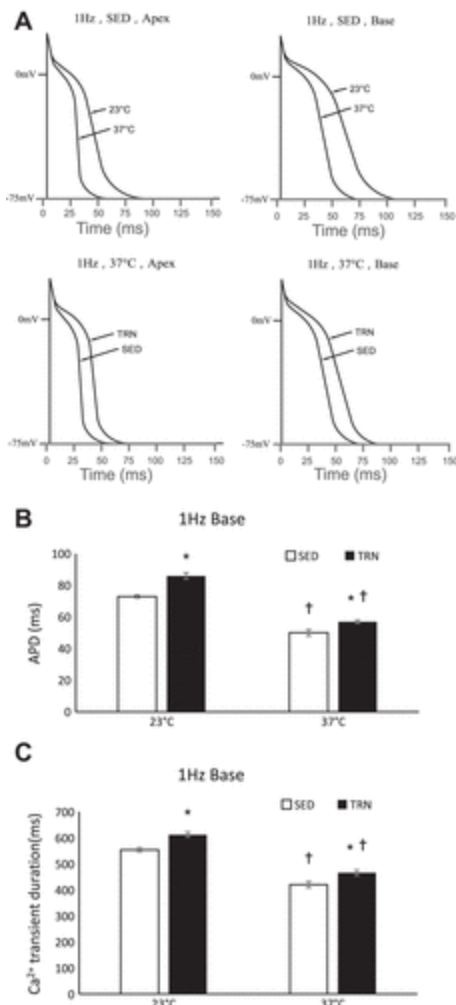 A
1Hz , SED , Apex
0mV
23°C
37°C
-75mV
0 25 50 75 100 125 150
Time (ms)
1Hz , SED , Base
0mV
23°C
37°C
-75mV
0 25 50 75 100 125 150
Time (ms)
1Hz , 37°C , Apex
0mV
TRN
SED
-75mV
0 25 50 75 100 125 150
Time (ms)
1Hz , 37°C , Base
0mV
TRN
SED
-75mV
0 25 50 75 100 125 150
Time (ms)
B
1Hz Base
SED TRN
APD (ms)
100
80
60
40
20
0
*
†
* †
23°C 37°C
C
1Hz Base
SED TRN
Ca²⁺ transient duration(ms)
700
600
500
400
300
200
100
0
*
†
* †
23°C 37°C